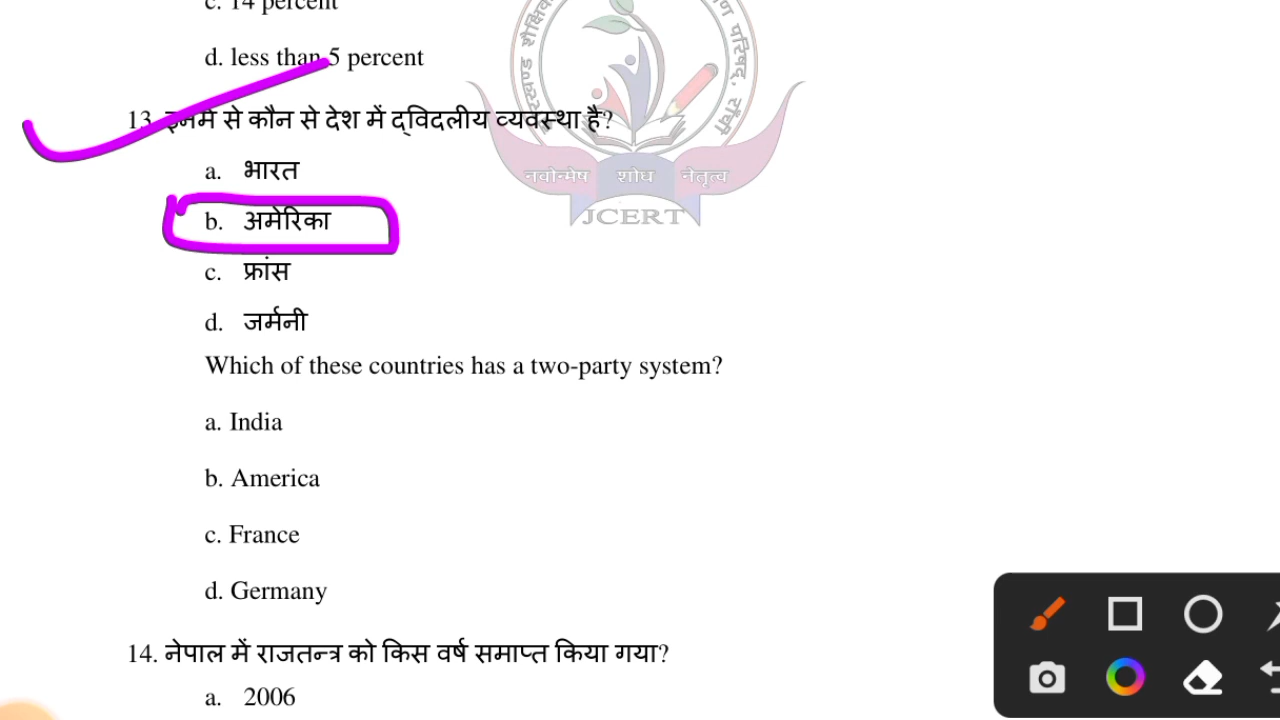 c. 14 percent
d. less than 5 percent
13. इनमें से कौन से देश में द्विदलीय व्यवस्था है?
a. भारत
b. अमेरिका
c. फ्रांस
d. जर्मनी
Which of these countries has a two-party system?
a. India
b. America
c. France
d. Germany
14. नेपाल में राजतन्त्र को किस वर्ष समाप्त किया गया?
a. 2006
नवोन्मेष शोध नेतृत्व
JCERT